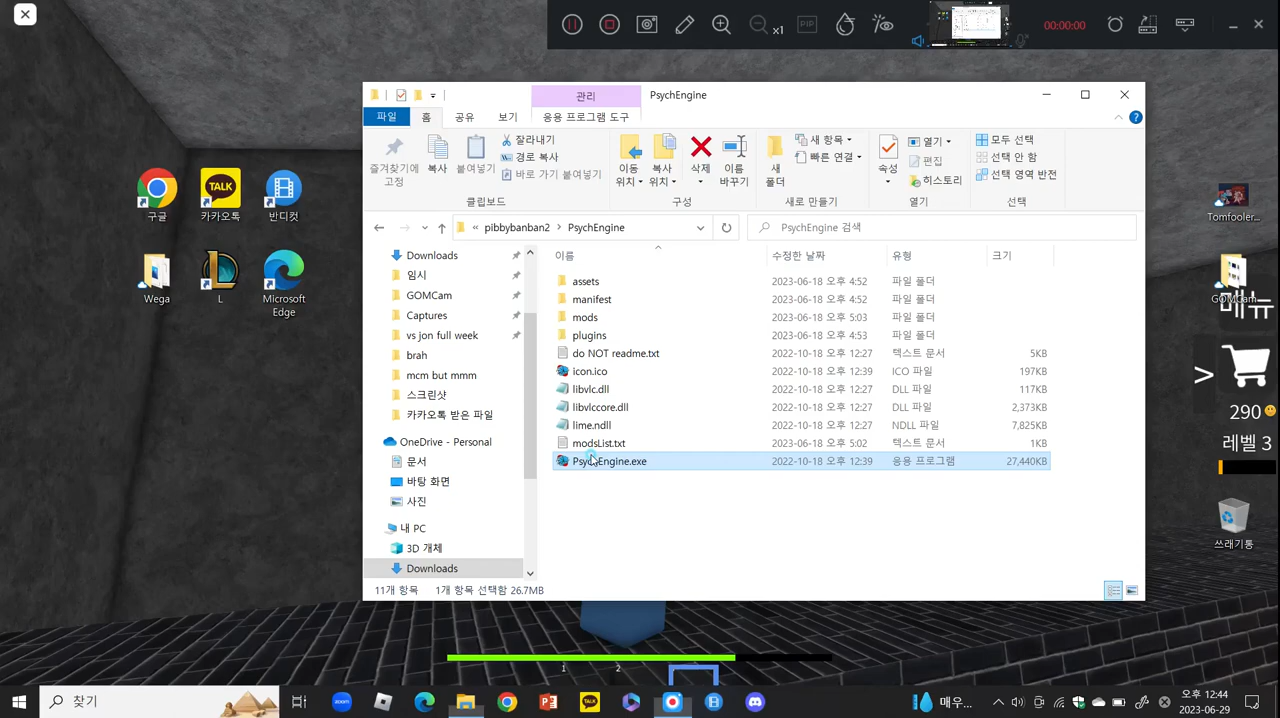 x1
PIP
00:00:00
관리
PsychEngine
파일
홈
공유
보기
응용 프로그램 도구
즐겨찾기에
고정
복사
붙여넣기
잘라내기
경로 복사
바로 가기 붙여넣기
클립보드
이동
위치
복사
위치
삭제
이름
바꾸기
구성
새
폴더
새 항목
빠른 연결
새로 만들기
속성
열기
편집
히스토리
열기
모두 선택
선택 안 함
선택 영역 반전
선택
« pibbybanban2 > PsychEngine
PsychEngine 검색
이름 수정한 날짜 유형 크기
assets 2023-06-18 오후 4:52 파일 폴더
manifest 2023-06-18 오후 4:52 파일 폴더
mods 2023-06-18 오후 5:03 파일 폴더
plugins 2023-06-18 오후 4:53 파일 폴더
do NOT readme.txt 2022-10-18 오후 12:27 텍스트 문서 5KB
icon.ico 2022-10-18 오후 12:39 ICO 파일 197KB
libvlc.dll 2022-10-18 오후 12:27 DLL 파일 117KB
libvlccore.dll 2022-10-18 오후 12:27 DLL 파일 2,373KB
lime.ndll 2022-10-18 오후 12:27 NDLL 파일 7,825KB
modsList.txt 2023-06-18 오후 5:02 텍스트 문서 1KB
PsychEngine.exe 2022-10-18 오후 12:39 응용 프로그램 27,440KB
Downloads
임시
GOMCam
Captures
vs jon full week
brah
mcm but mmm
스크린샷
카카오톡 받은 파일
OneDrive - Personal
문서
바탕 화면
사진
내 PC
3D 개체
Downloads
11개 항목
1개 항목 선택함 26.7MB
구글
TALK
카카오톡
반디컷
Wega
L
Microsoft
Edge
Tomfooler...
GOMCam
메뉴
>
290
레벨 3
쓰레기통
1
2
찾기
zoom
TALK
매우...
오후 12:44
2023-06-29